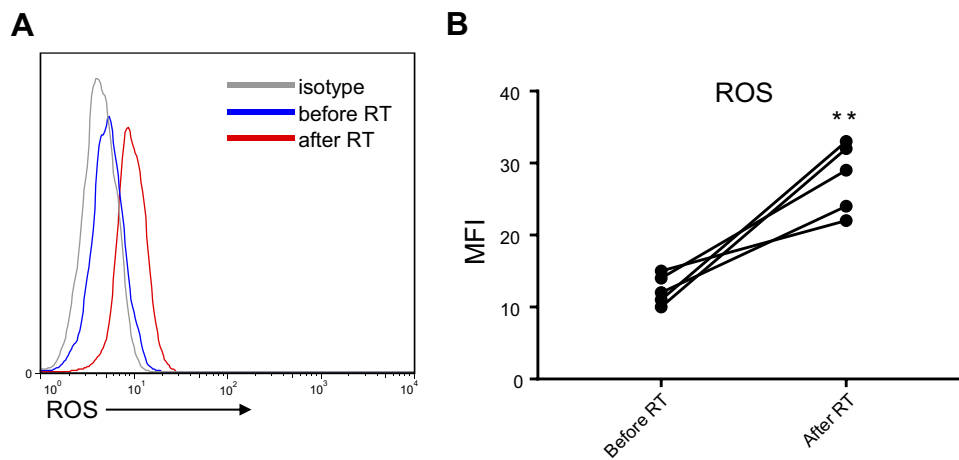 A
isotype
before RT
after RT
0
10⁰ 10¹ 10² 10³ 10⁴
ROS
B
ROS
**
40
30
20
10
0
MFI
Before RT
After RT